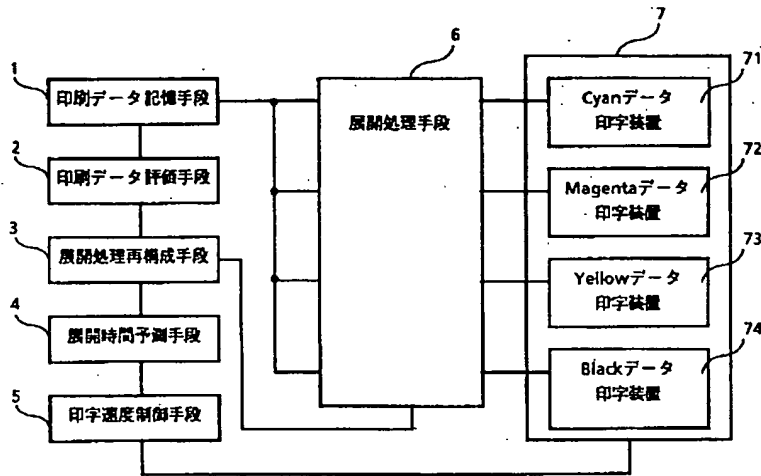 1
印刷データ記憶手段
2
印刷データ評価手段
3
展開処理再構成手段
4
展開時間予測手段
5
印字速度制御手段
6
展開処理手段
7
71
Cyanデータ
印字装置
72
Magentaデータ
印字装置
73
Yellowデータ
印字装置
74
Blackデータ
印字装置